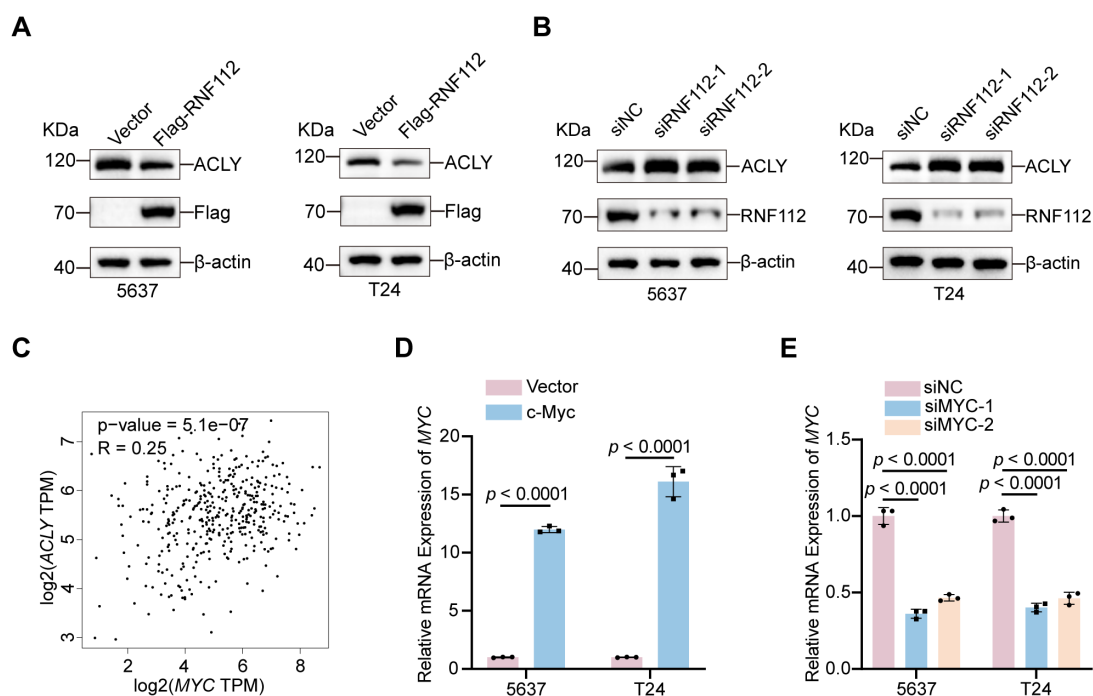 A
KDa
Vector
Flag-RNF112
120
ACLY
70
Flag
40
β-actin
5637
KDa
Vector
Flag-RNF112
120
ACLY
70
Flag
40
β-actin
T24
B
KDa
siNC
siRNF112-1
siRNF112-2
120
ACLY
70
RNF112
40
β-actin
5637
KDa
siNC
siRNF112-1
siRNF112-2
120
ACLY
70
RNF112
40
β-actin
T24
C
p−value = 5.1e−07
R = 0.25
log2(ACLY TPM)
7
6
5
4
3
2 4 6 8
log2(MYC TPM)
D
Vector
c-Myc
Relative mRNA Expression of MYC
20
15
10
5
0
p < 0.0001
p < 0.0001
5637 T24
E
siNC
siMYC-1
siMYC-2
Relative mRNA Expression of MYC
1.5
1.0
0.5
0.0
p < 0.0001
p < 0.0001
p < 0.0001
p < 0.0001
5637 T24